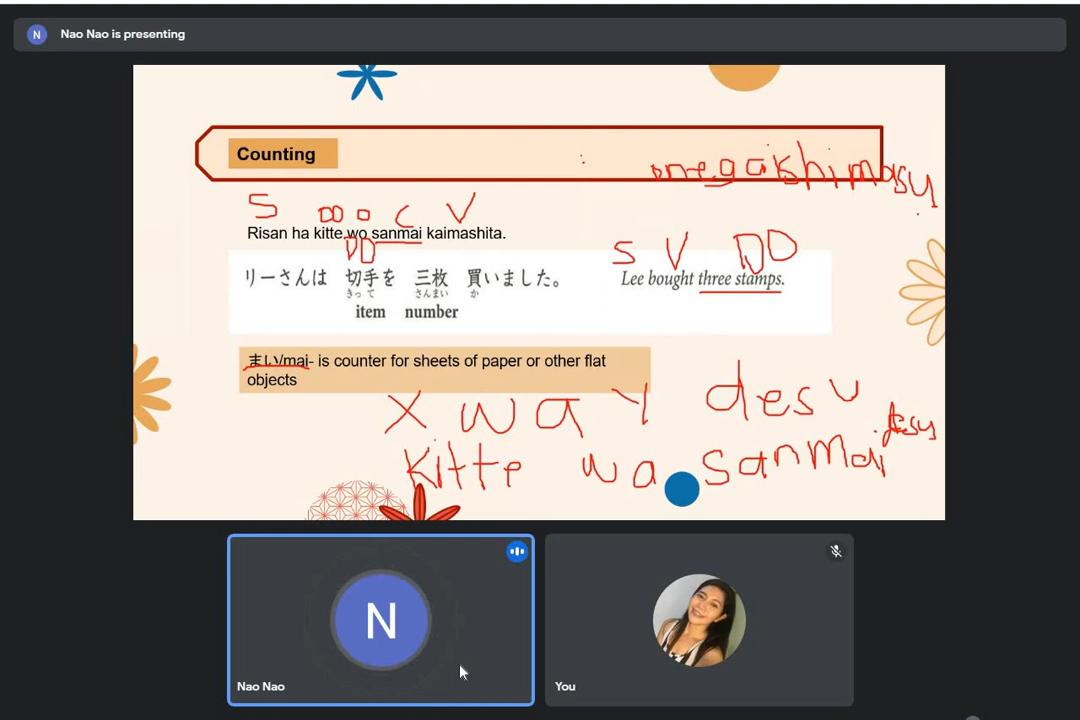 Nao Nao is presenting
Counting
onegaishimasu
S DO O C V
Risan ha kitte wo sanmai kaimashita.
DO
S V DO
リーさんは 切手を 三枚 買いました。
きって さんまい か
item number
Lee bought three stamps.
まい/mai- is counter for sheets of paper or other flat
objects
X wa Y desu
kitte wa sanmai desu
N
Nao Nao
You